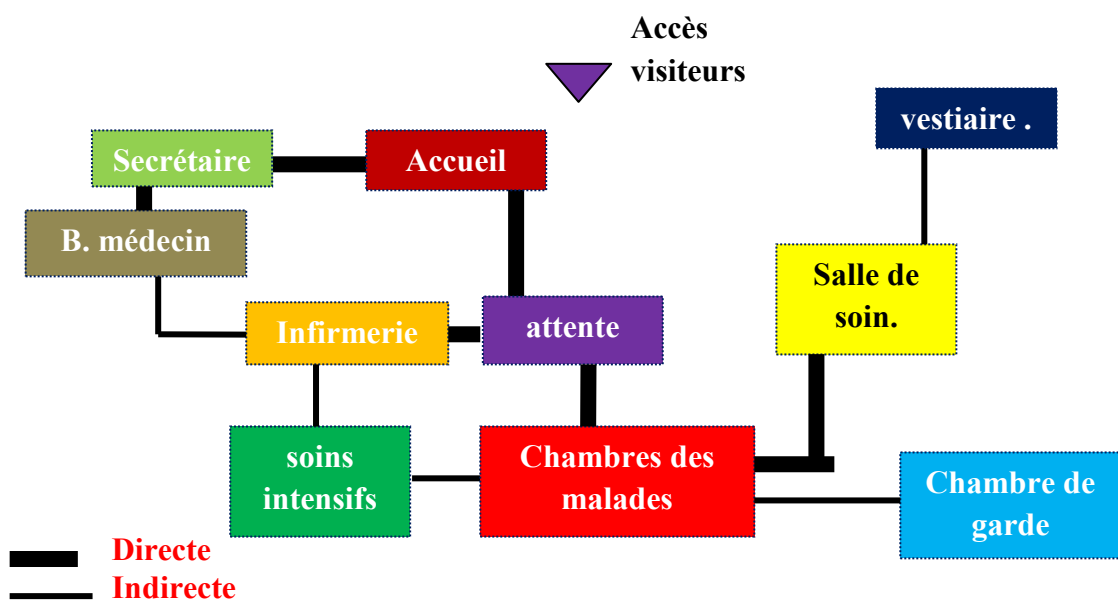 Accès
visiteurs
vestiaire .
Secrétaire
Accueil
B. médecin
Salle de
soin.
Infirmerie
attente
soins
intensifs
Chambres des
malades
Chambre de
garde
Directe
Indirecte